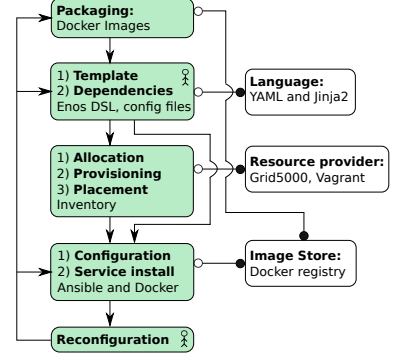 Packaging:
Docker Images
1) Template
2) Dependencies
Enos DSL, config files
Language:
YAML and Jinja2
1) Allocation
2) Provisioning
3) Placement
Inventory
Resource provider:
Grid5000, Vagrant
1) Configuration
2) Service install
Ansible and Docker
Image Store:
Docker registry
Reconfiguration